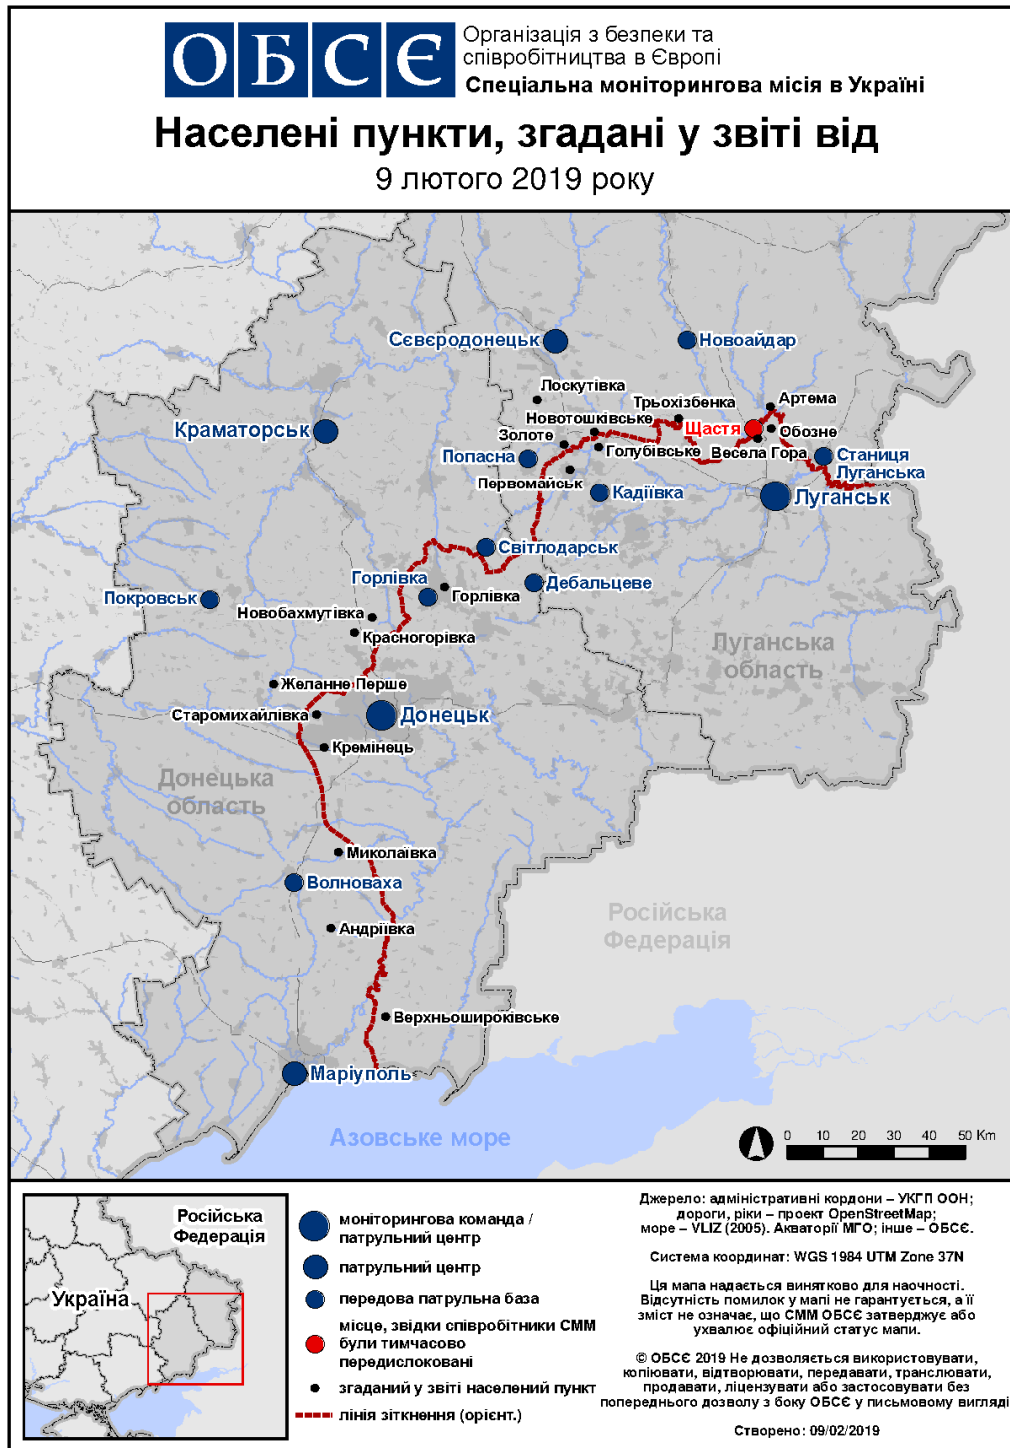 ОБСЄ
Організація з безпеки та
співробітництва в Європі
Спеціальна моніторингова місія в Україні
Населені пункти, згадані у звіті від
9 лютого 2019 року
Сєвєродонецьк
Новоайдар
Лоскутівка
Трьохізбенка
Артема
Новотошківське
Щастя
Обозне
Краматорськ
Золоте
Голубівське
Весела Гора
Станиця
Луганська
Попасна
Первомайськ
Кадіївка
Луганськ
Світлодарськ
Горлівка
Дебальцеве
Горлівка
Покровськ
Новобахмутівка
Красногорівка
Луганська
область
Желанне Перше
Старомихайлівка
Донецьк
Кремінець
Донецька
область
Миколаївка
Волноваха
Андріївка
Російська
Федерація
Верхньошироківське
Маріуполь
Азовське море
0 10 20 30 40 50 Км
Російська
Федерація
Україна
моніторингова команда /
патрульний центр
патрульний центр
передова патрульна база
місце, звідки співробітники СММ
були тимчасово
передислоковані
згаданий у звіті населений пункт
лінія зіткнення (орієнт.)
Джерело: адміністративні кордони – УКГП ООН;
дороги, ріки – проект OpenStreetMap;
море – VLIZ (2005). Акваторії МГО; інше – ОБСЄ.
Система координат: WGS 1984 UTM Zone 37N
Ця мапа надається винятково для наочності.
Відсутність помилок у мапі не гарантується, а її
зміст не означає, що СММ ОБСЄ затверджує або
ухвалює офіційний статус мапи.
© ОБСЄ 2019 Не дозволяється використовувати,
копіювати, відтворювати, передавати, транслювати,
продавати, ліцензувати або застосовувати без
попереднього дозволу з боку ОБСЄ у письмовому вигляді
Створено: 09/02/2019